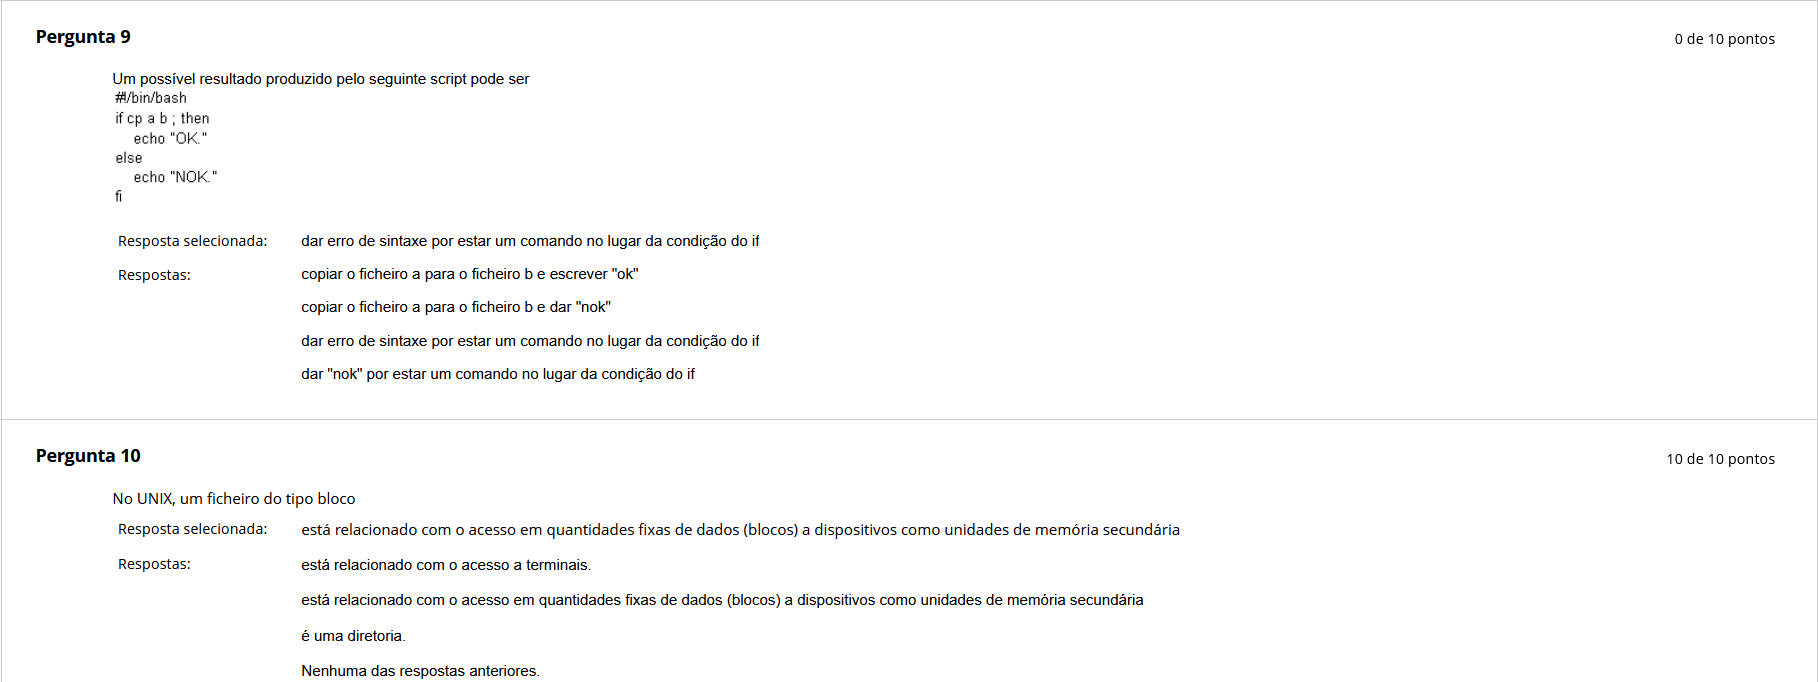 Pergunta 9
0 de 10 pontos
Um possível resultado produzido pelo seguinte script pode ser
#!/bin/bash
if cp a b ; then
echo "OK."
else
echo "NOK."
fi
Resposta selecionada: dar erro de sintaxe por estar um comando no lugar da condição do if
Respostas: copiar o ficheiro a para o ficheiro b e escrever "ok"
copiar o ficheiro a para o ficheiro b e dar "nok"
dar erro de sintaxe por estar um comando no lugar da condição do if
dar "nok" por estar um comando no lugar da condição do if
Pergunta 10
10 de 10 pontos
No UNIX, um ficheiro do tipo bloco
Resposta selecionada: está relacionado com o acesso em quantidades fixas de dados (blocos) a dispositivos como unidades de memória secundária
Respostas: está relacionado com o acesso a terminais.
está relacionado com o acesso em quantidades fixas de dados (blocos) a dispositivos como unidades de memória secundária
é uma diretoria.
Nenhuma das respostas anteriores.